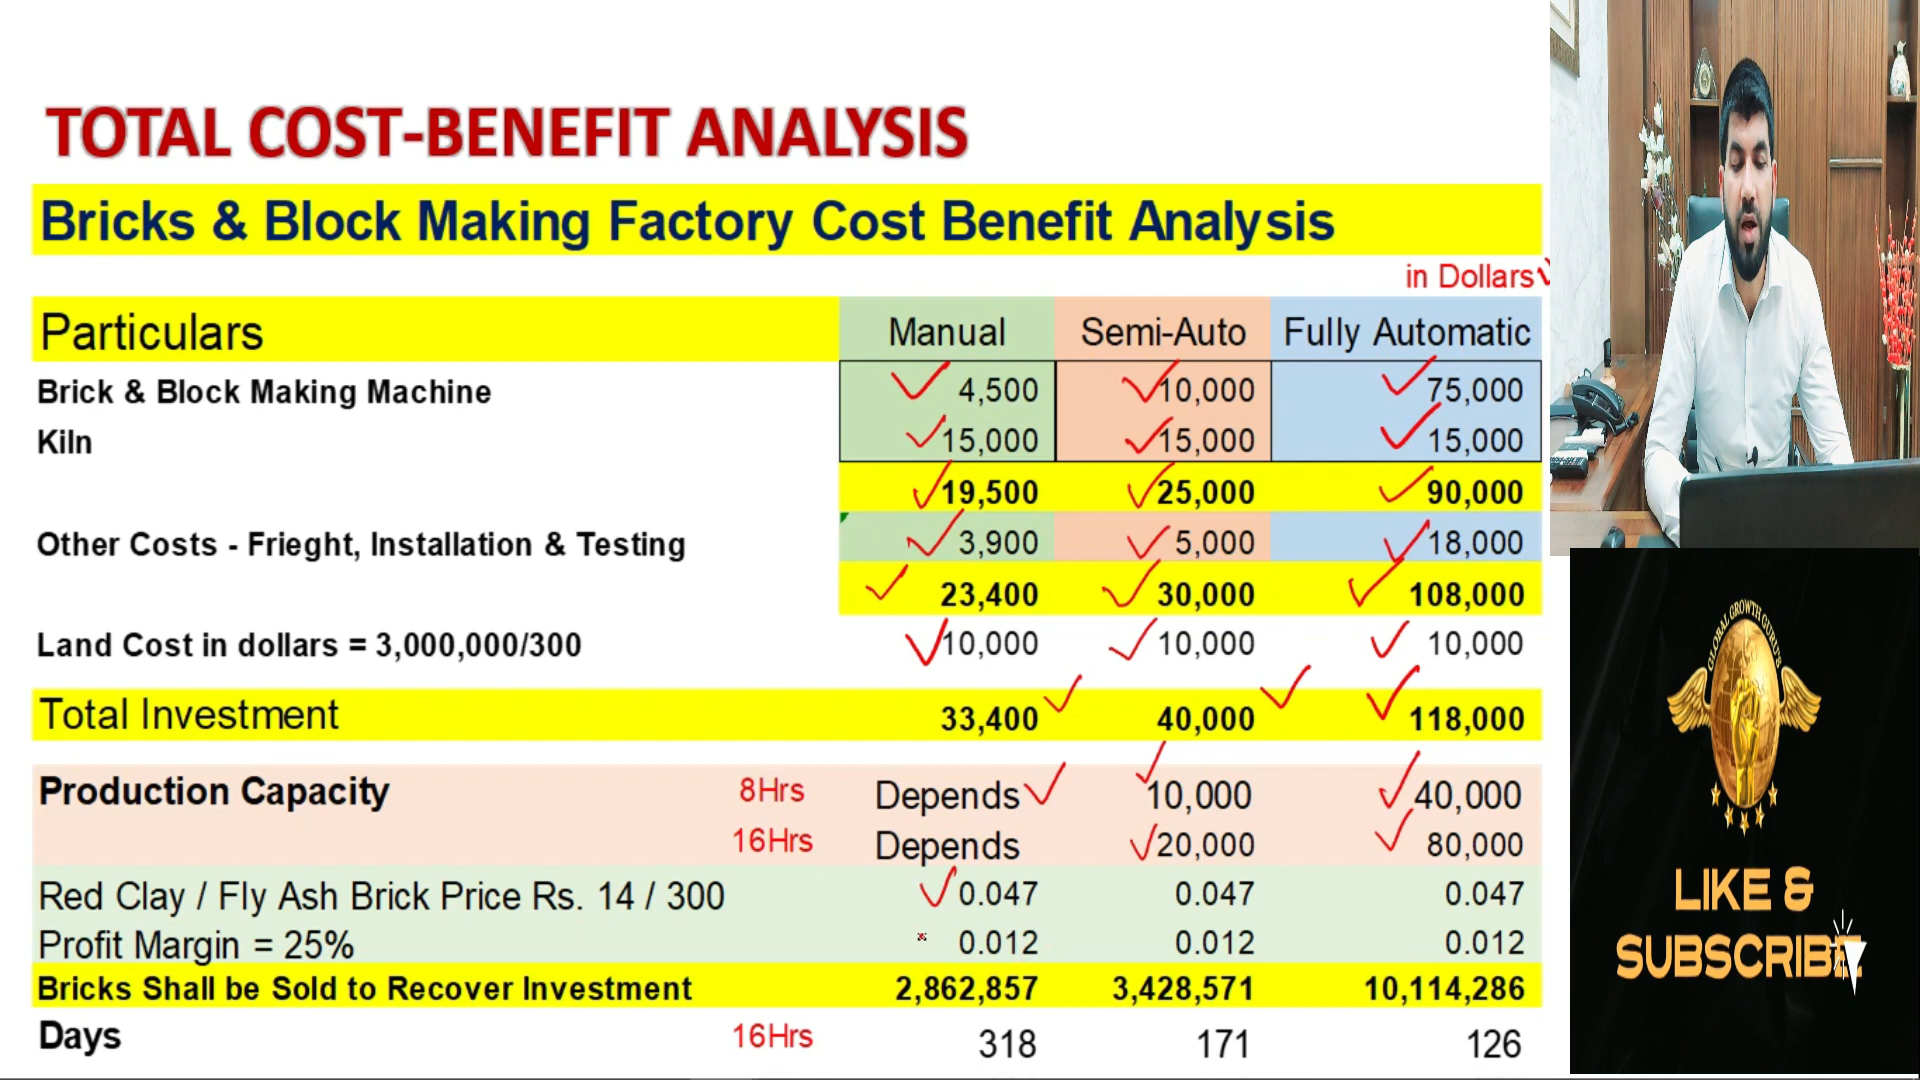 TOTAL COST-BENEFIT ANALYSIS
Bricks & Block Making Factory Cost Benefit Analysis
in Dollars
Particulars Manual Semi-Auto Fully Automatic
Brick & Block Making Machine 4,500 10,000 75,000
Kiln 15,000 15,000 15,000
19,500 25,000 90,000
Other Costs - Frieght, Installation & Testing 3,900 5,000 18,000
23,400 30,000 108,000
Land Cost in dollars = 3,000,000/300 10,000 10,000 10,000
Total Investment 33,400 40,000 118,000
Production Capacity 8Hrs Depends 10,000 40,000
16Hrs Depends 20,000 80,000
Red Clay / Fly Ash Brick Price Rs. 14 / 300 0.047 0.047 0.047
Profit Margin = 25% 0.012 0.012 0.012
Bricks Shall be Sold to Recover Investment 2,862,857 3,428,571 10,114,286
Days 16Hrs 318 171 126
GLOBAL GROWTH GURU'S
LIKE &
SUBSCRIBE